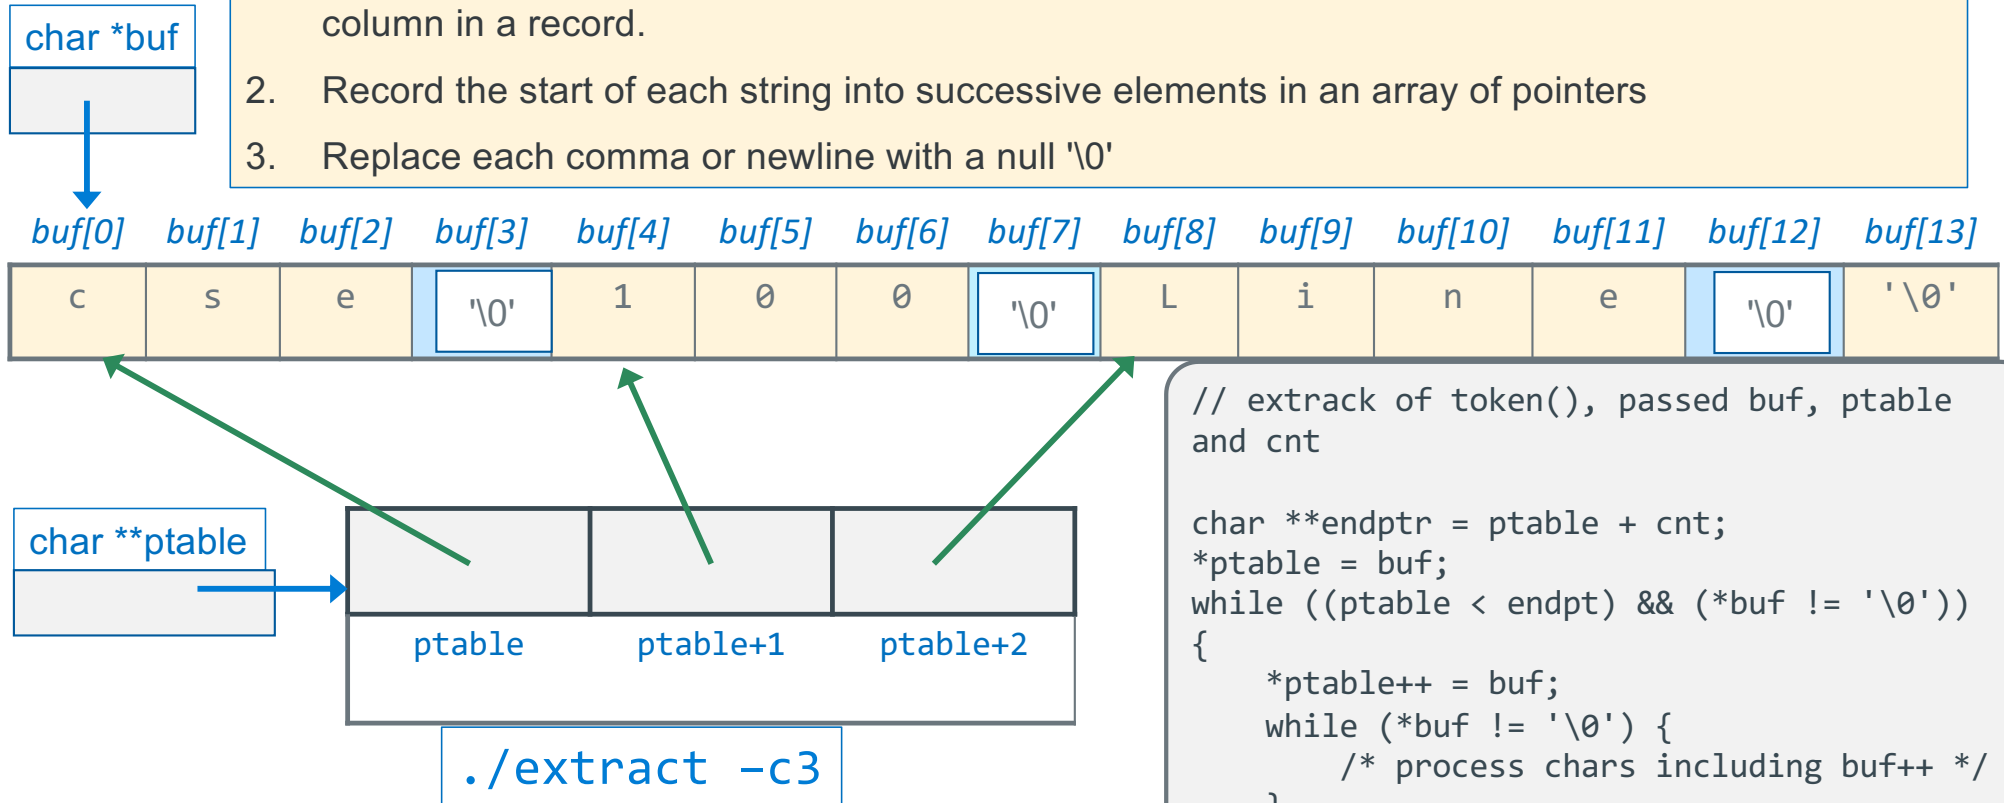 char *buf
column in a record.
2. Record the start of each string into successive elements in an array of pointers
3. Replace each comma or newline with a null '\0'
buf[0] buf[1] buf[2] buf[3] buf[4] buf[5] buf[6] buf[7] buf[8] buf[9] buf[10] buf[11] buf[12] buf[13]
c s e '\0' 1 0 0 '\0' L i n e '\0' '\0'
char **ptable
ptable ptable+1 ptable+2
./extract –c3
// extrack of token(), passed buf, ptable
and cnt
char **endptr = ptable + cnt;
*ptable = buf;
while ((ptable < endpt) && (*buf != '\0'))
{
*ptable++ = buf;
while (*buf != '\0') {
/* process chars including buf++ */
}